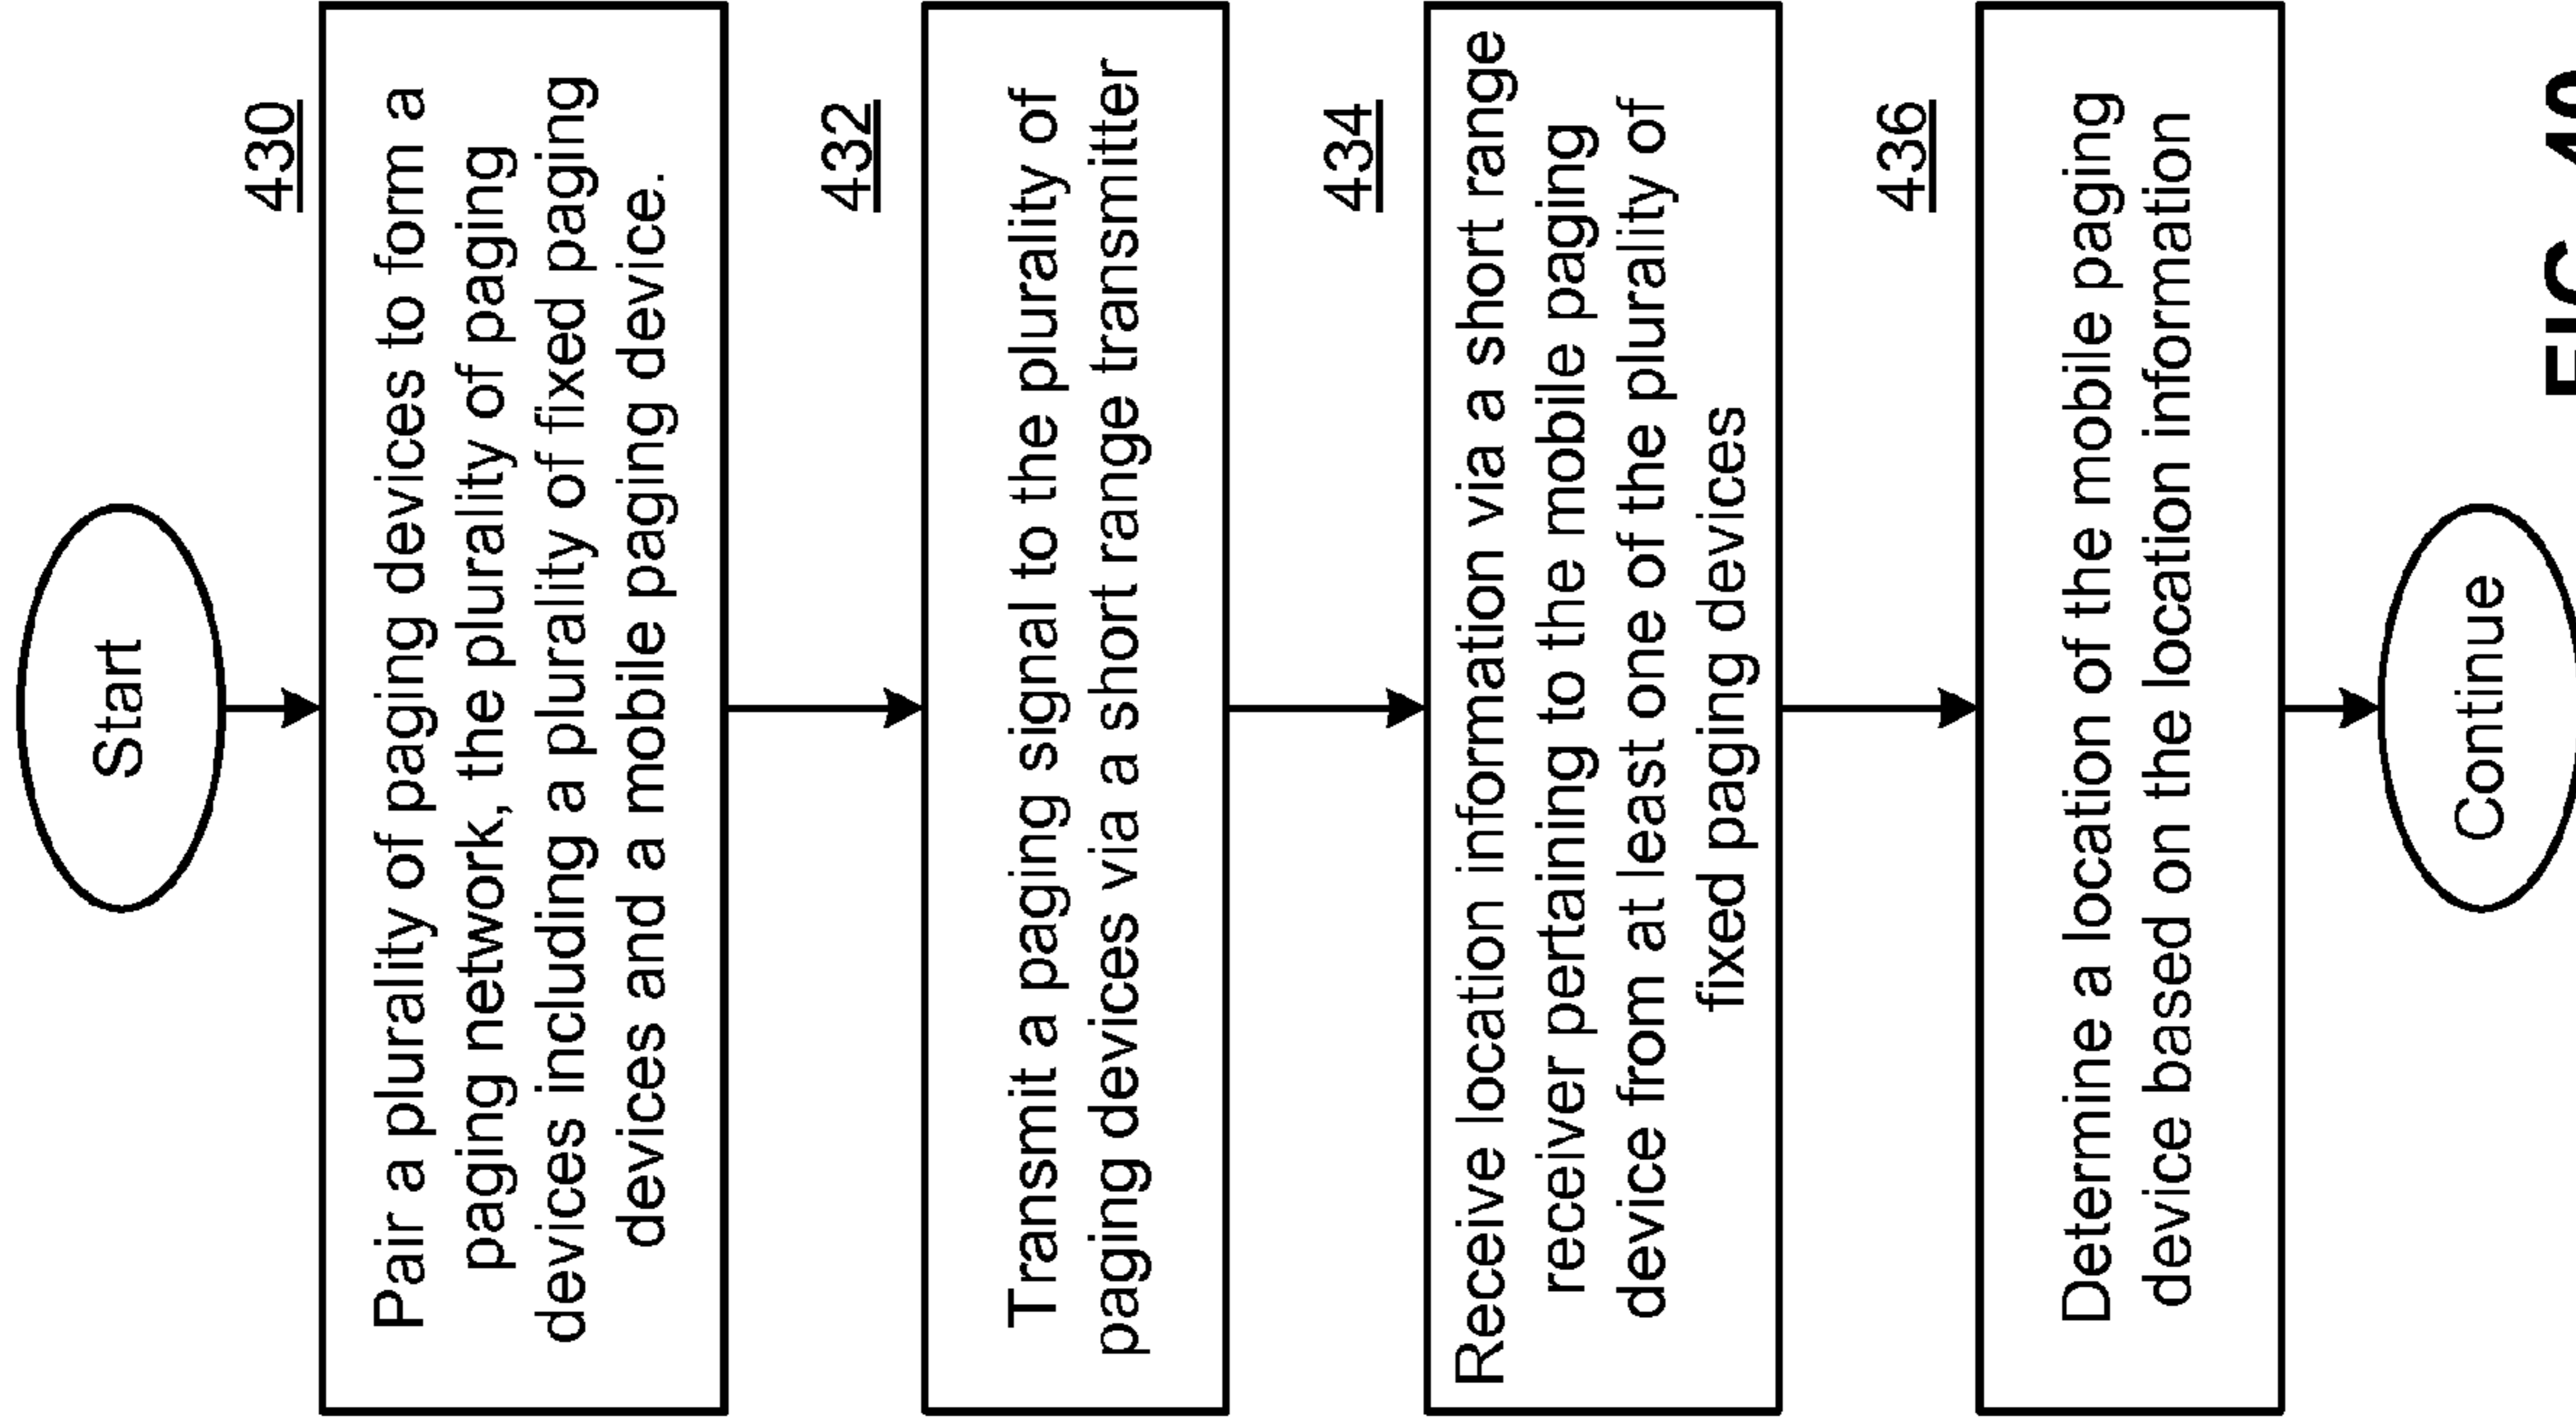 Start
430
Pair a plurality of paging devices to form a
paging network, the plurality of paging
devices including a plurality of fixed paging
devices and a mobile paging device.
432
Transmit a paging signal to the plurality of
paging devices via a short range transmitter
434
Receive location information via a short range
receiver pertaining to the mobile paging
device from at least one of the plurality of
fixed paging devices
436
Determine a location of the mobile paging
device based on the location information
Continue
FIG.